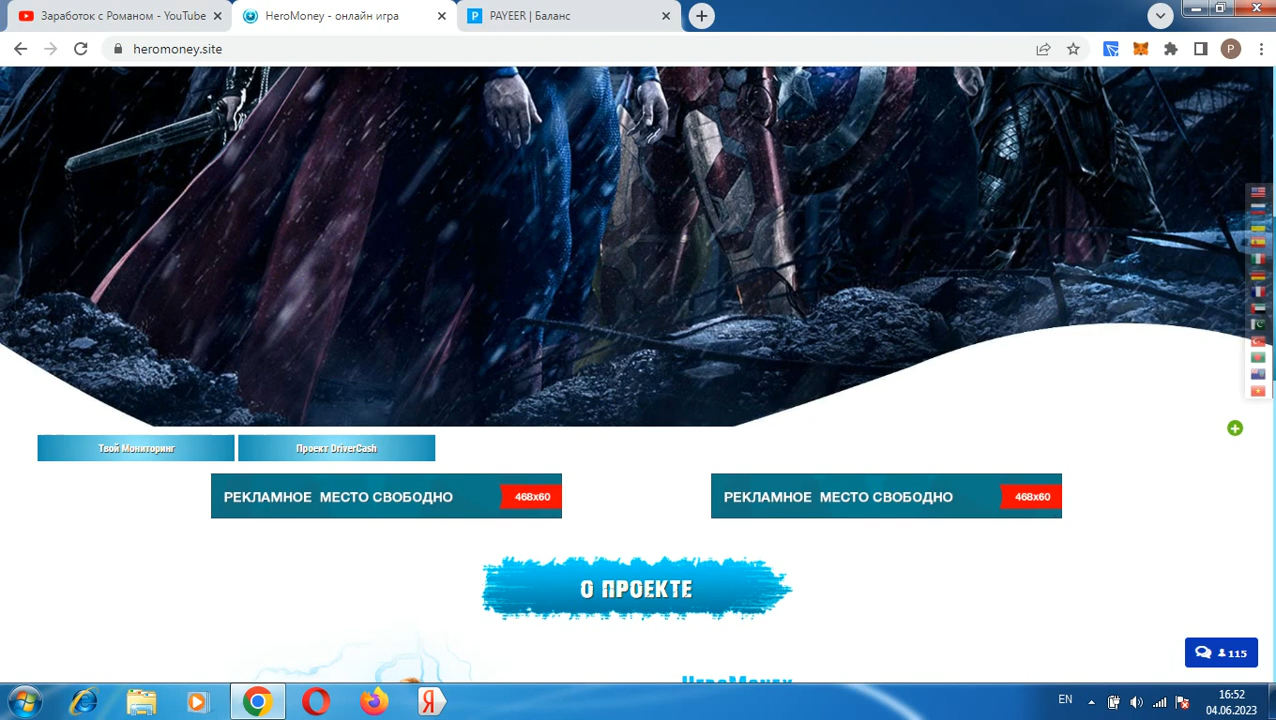 Заработок с Романом - YouTube
HeroMoney - онлайн игра
PAYEER | Баланс
heromoney.site
P
Твой Мониторинг
Проект DriverCash
РЕКЛАМНОЕ МЕСТО СВОБОДНО 468x60
РЕКЛАМНОЕ МЕСТО СВОБОДНО 468x60
О ПРОЕКТЕ
HeroMoney
115
EN
16:52
04.06.2023